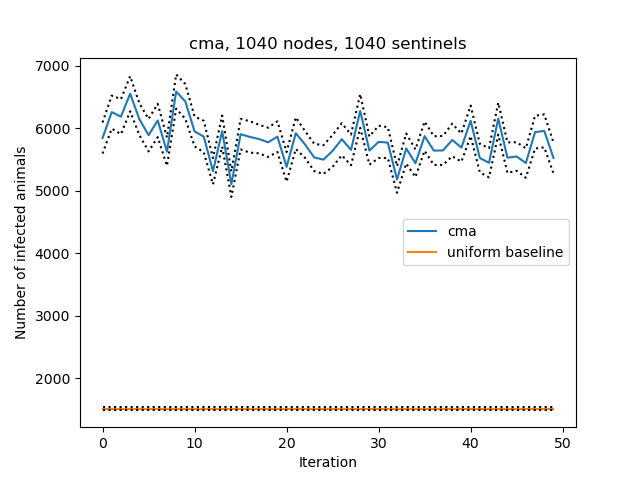 cma, 1040 nodes, 1040 sentinels
7000
6000
5000
4000
3000
2000
Number of infected animals
cma
uniform baseline
0
10
20
30
40
50
Iteration